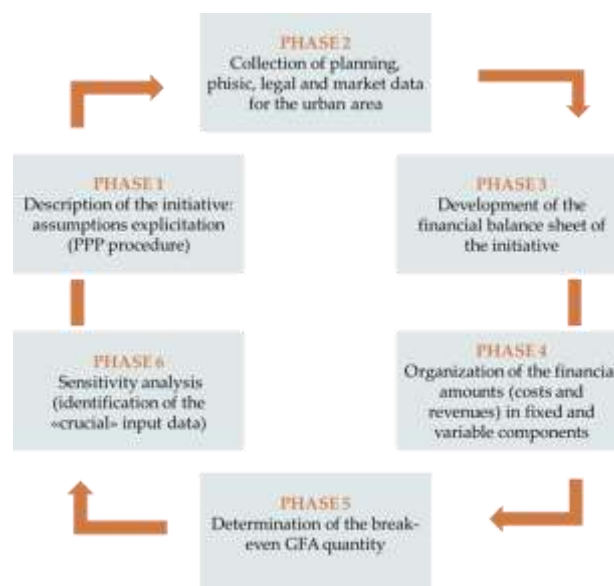 PHASE 2
Collection of planning,
phisic, legal and market data
for the urban area
PHASE 1
Description of the initiative:
assumptions explicitation
(PPP procedure)
PHASE 3
Development of the
financial balance sheet of
the initiative
PHASE 6
Sensitivity analysis
(identification of the
«crucial» input data)
PHASE 4
Organization of the financial
amounts (costs and
revenues) in fixed and
variable components
PHASE 5
Determination of the break-
even GFA quantity